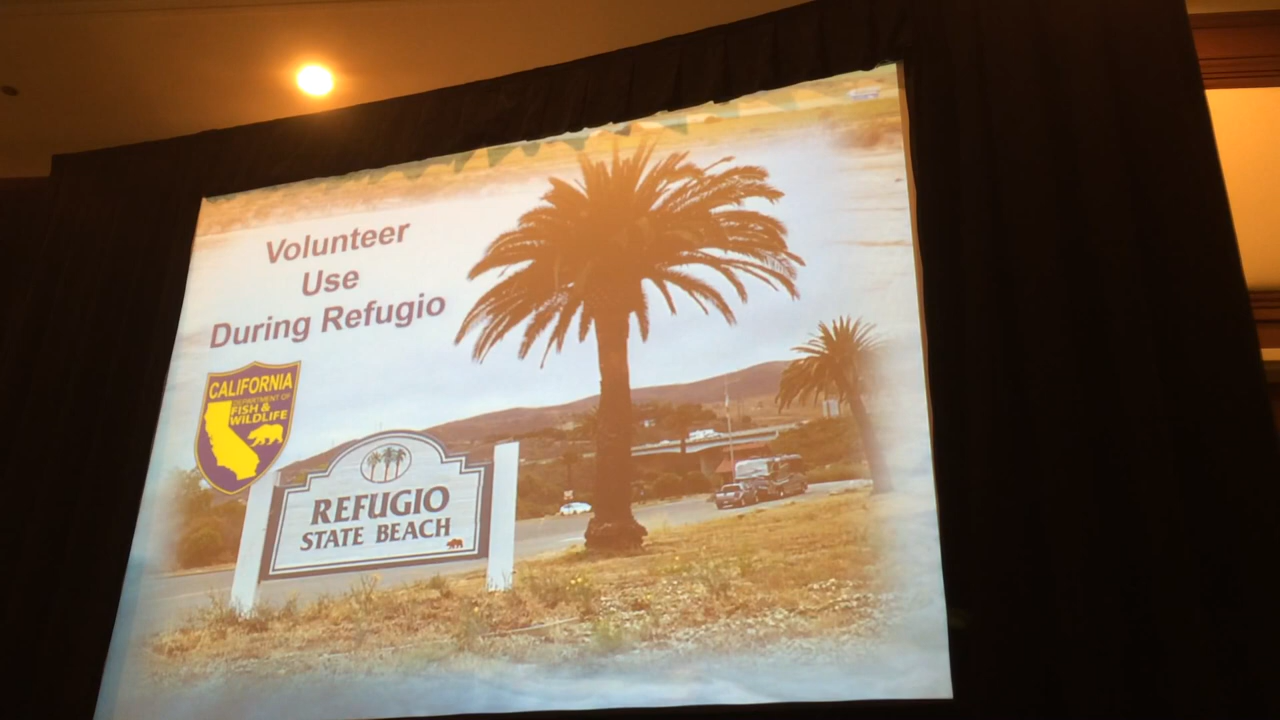 Volunteer
Use
During Refugio
CALIFORNIA
DEPARTMENT OF
FISH &
WILDLIFE
REFUGIO
STATE BEACH